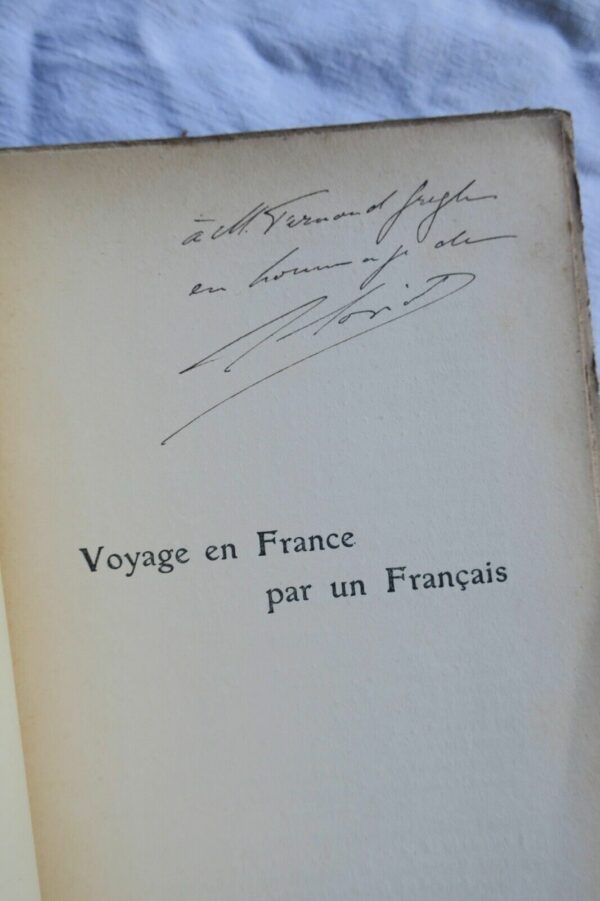 à M. Fernand Gregh
en hommage de
Voyage en France
par un Français